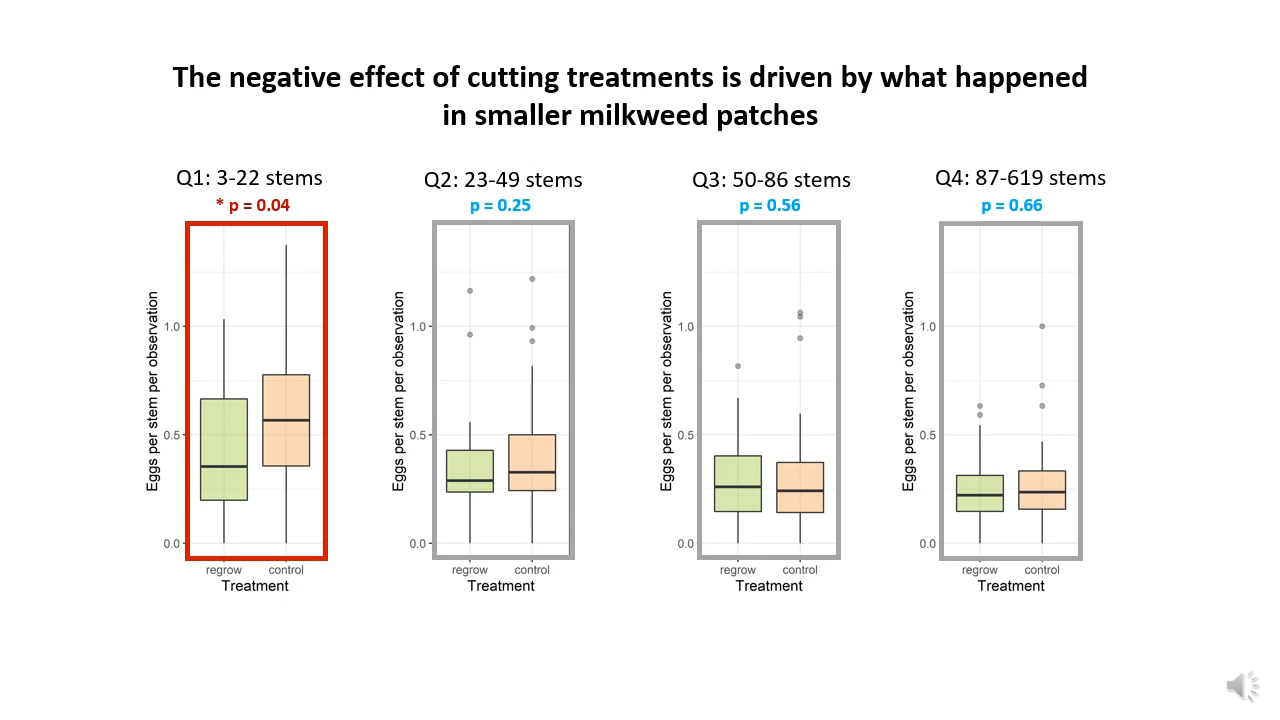 The negative effect of cutting treatments is driven by what happened
in smaller milkweed patches
Q1: 3-22 stems
* p = 0.04
Eggs per stem per observation
1.0
0.5
0.0
regrow control
Treatment
Q2: 23-49 stems
p = 0.25
Eggs per stem per observation
1.0
0.5
0.0
regrow control
Treatment
Q3: 50-86 stems
p = 0.56
Eggs per stem per observation
1.0
0.5
0.0
regrow control
Treatment
Q4: 87-619 stems
p = 0.66
Eggs per stem per observation
1.0
0.5
0.0
regrow control
Treatment